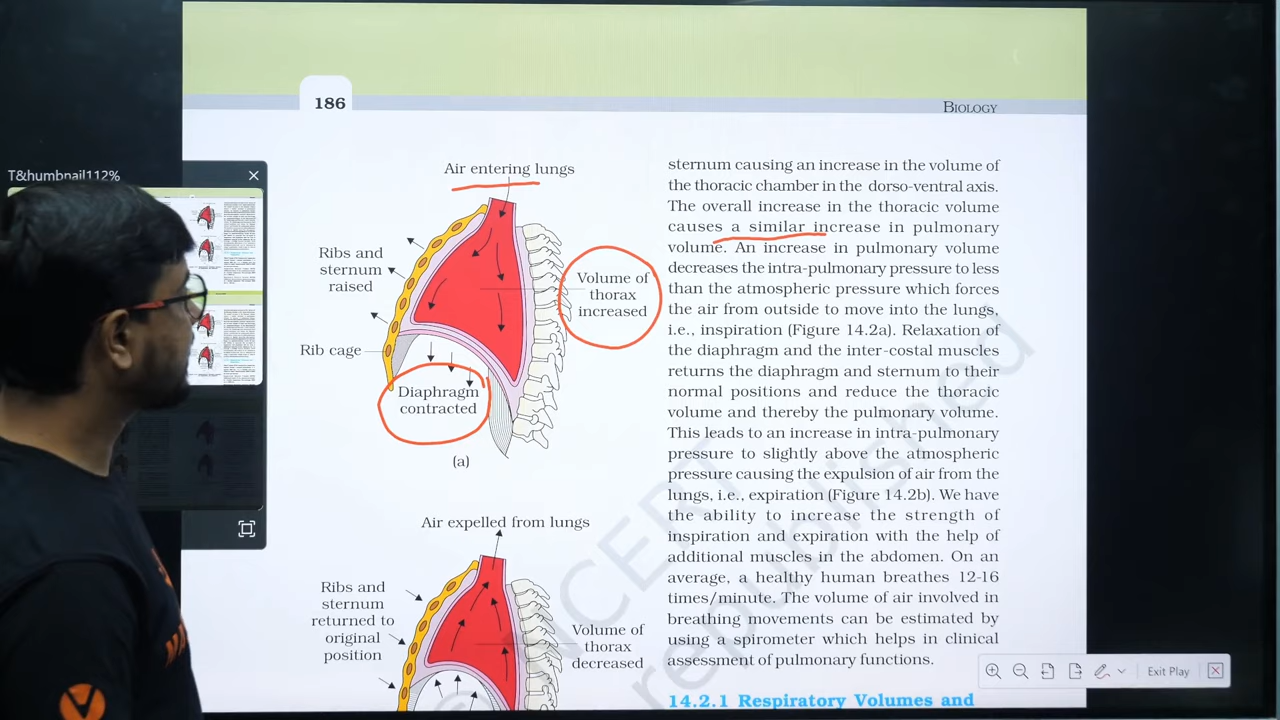 186
BIOLOGY
T&humbnail112%
Air entering lungs
Ribs and
sternum
raised
Volume of
thorax
increased
Rib cage
Diaphragm
contracted
(a)
Air expelled from lungs
Ribs and
sternum
returned to
original
position
Volume of
thorax
decreased
sternum causing an increase in the volume of
the thoracic chamber in the dorso-ventral axis.
The overall increase in the thoracic volume
causes a similar increase in pulmonary
volume. An increase in pulmonary volume
decreases the intra-pulmonary pressure to less
than the atmospheric pressure which forces
the air from outside to move into the lungs,
i.e., inspiration (Figure 14.2a). Relaxation of
the diaphragm and the inter-costal muscles
returns the diaphragm and sternum to their
normal positions and reduce the thoracic
volume and thereby the pulmonary volume.
This leads to an increase in intra-pulmonary
pressure to slightly above the atmospheric
pressure causing the expulsion of air from the
lungs, i.e., expiration (Figure 14.2b). We have
the ability to increase the strength of
inspiration and expiration with the help of
additional muscles in the abdomen. On an
average, a healthy human breathes 12-16
times/minute. The volume of air involved in
breathing movements can be estimated by
using a spirometer which helps in clinical
assessment of pulmonary functions.
14.2.1 Respiratory Volumes and
NCERT
republished
Exit Play